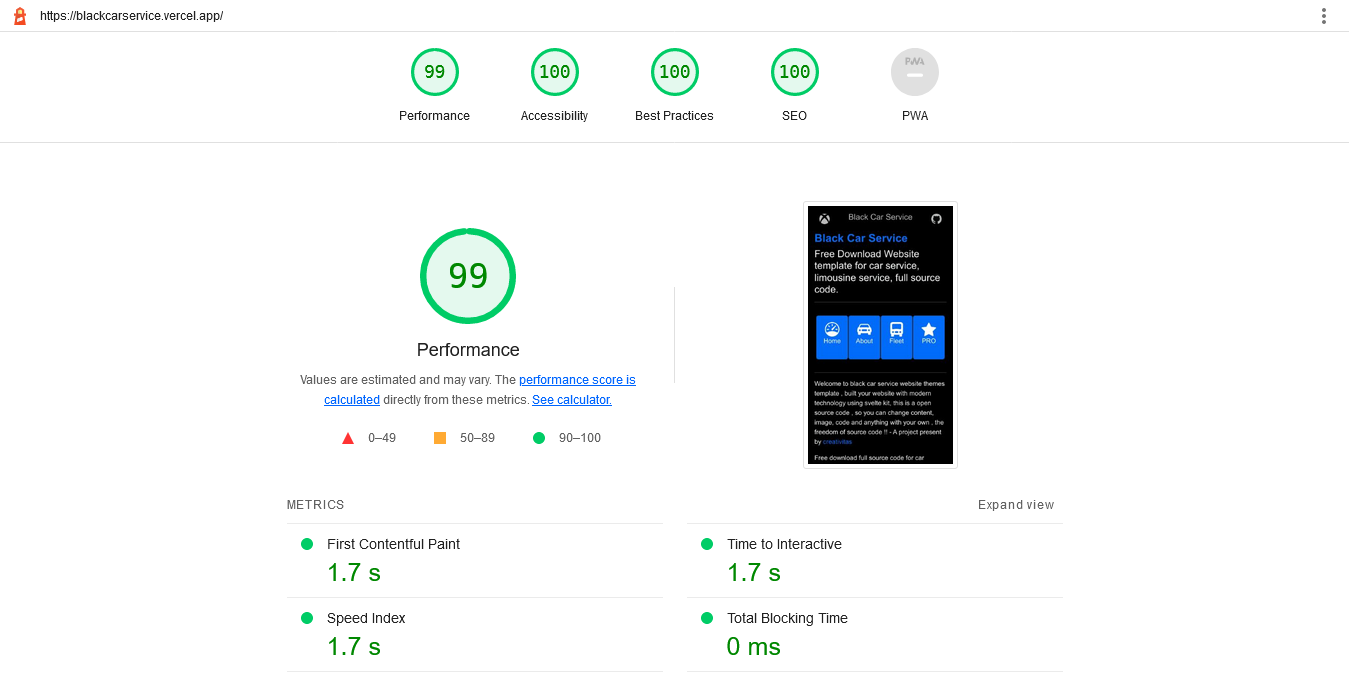 https://blackcarservice.vercel.app/
99
100
100
100
PWA
Performance
Accessibility
Best Practices
SEO
PWA
99
Performance
Values are estimated and may vary. The performance score is
calculated directly from these metrics. See calculator.
0–49
50–89
90–100
Black Car Service
Black Car Service
Free Download Website
template for car service,
limousine service, full source
code.
Home
About
Fleet
PRO
Welcome to black car service website themes
template , built your website with modern
technology using svelte kit, this is a open
source code , so you can change content,
image, code and anything with your own , the
freedom of source code !! - A project present
by creativitas
Free download full source code for car
METRICS
Expand view
First Contentful Paint
1.7 s
Time to Interactive
1.7 s
Speed Index
1.7 s
Total Blocking Time
0 ms